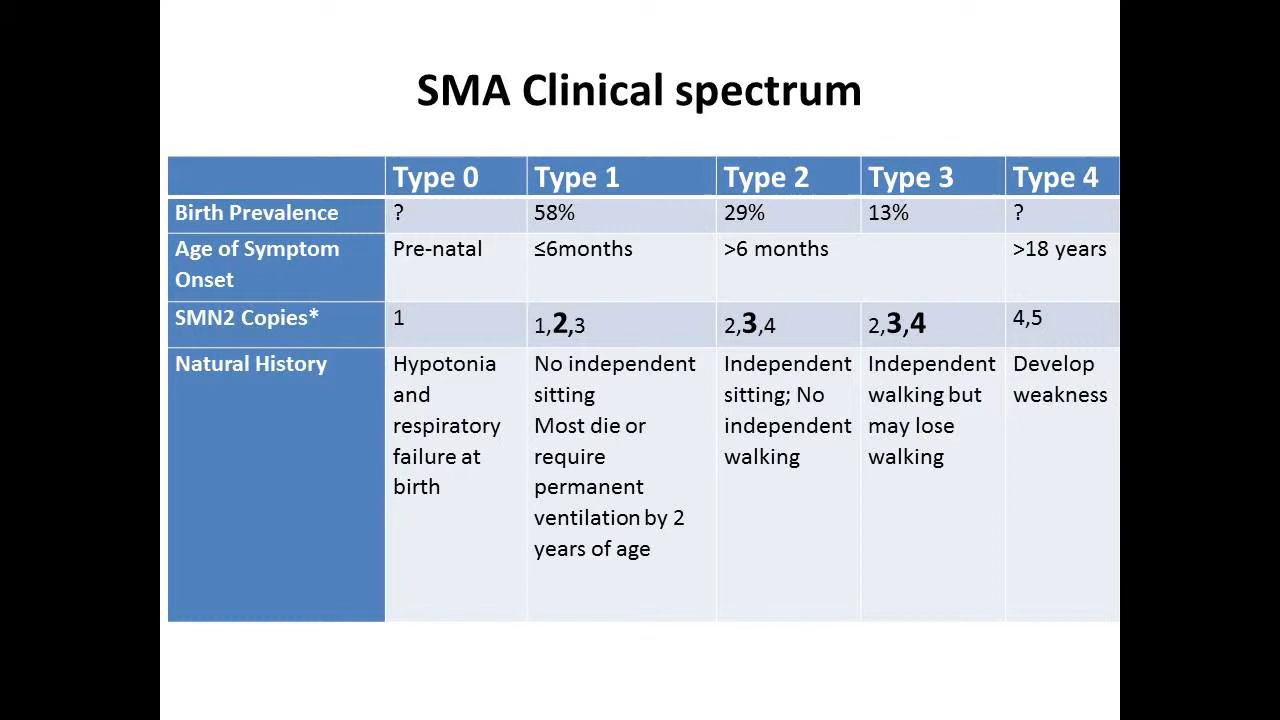 SMA Clinical spectrum
Type 0 Type 1 Type 2 Type 3 Type 4
Birth Prevalence ? 58% 29% 13% ?
Age of Symptom Onset Pre-natal ≤6months >6 months >18 years
SMN2 Copies* 1 1,2,3 2,3,4 2,3,4 4,5
Natural History
Hypotonia
and
respiratory
failure at
birth
No independent
sitting
Most die or
require
permanent
ventilation by 2
years of age
Independent
sitting; No
independent
walking
Independent
walking but
may lose
walking
Develop
weakness